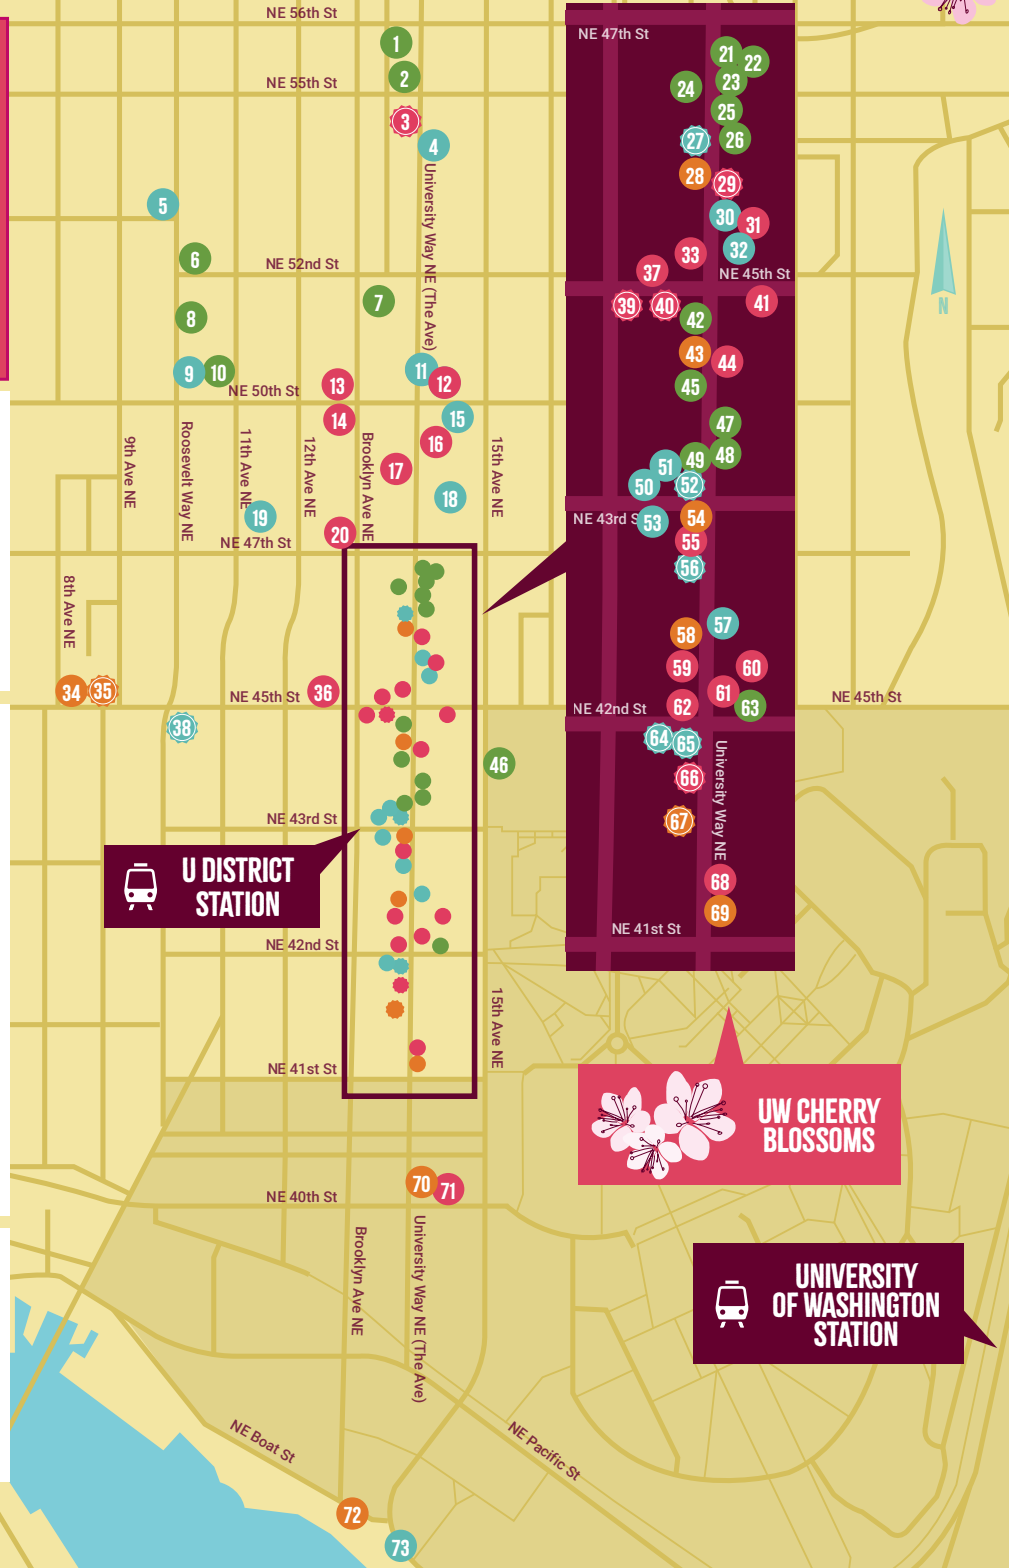 NE 56th St
1
2
NE 55th St
3
4
University Way NE (The Ave)
5
6
NE 52nd St
7
8
9
10
11
12
13
NE 50th St
14
15
16
17
18
9th Ave NE
Roosevelt Way NE
11th Ave NE
12th Ave NE
Brooklyn Ave NE
15th Ave NE
19
20
NE 47th St
8th Ave NE
34
35
NE 45th St
36
38
46
NE 43rd St
U DISTRICT
STATION
NE 42nd St
15th Ave NE
NE 41st St
70
71
NE 40th St
Brooklyn Ave NE
University Way NE (The Ave)
NE Boat St
NE Pacific St
72
73
NE 47th St
21
22
23
24
25
26
27
28
29
30
31
32
33
NE 45th St
37
39
40
41
42
43
44
45
47
48
49
50
51
52
NE 43rd S
53
54
55
56
57
58
59
60
61
62
63
NE 42nd St
64
65
66
67
University Way NE
68
69
NE 41st St
N
NE 45th St
UW CHERRY
BLOSSOMS
UNIVERSITY
OF WASHINGTON
STATION